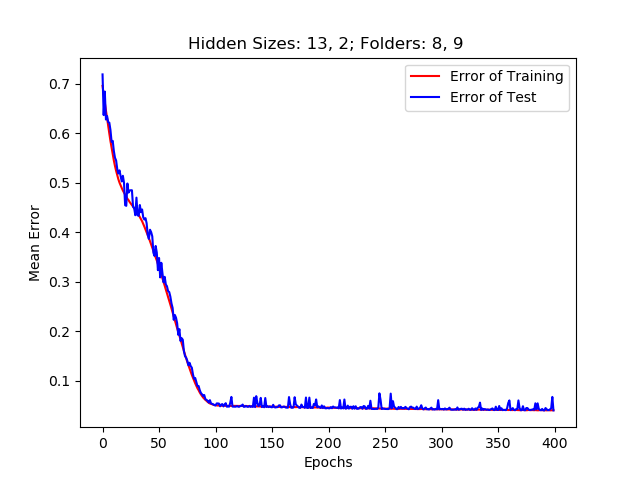 Hidden Sizes: 13, 2; Folders: 8, 9
Error of Training
Error of Test
Mean Error
0.7
0.6
0.5
0.4
0.3
0.2
0.1
0 50 100 150 200 250 300 350 400
Epochs